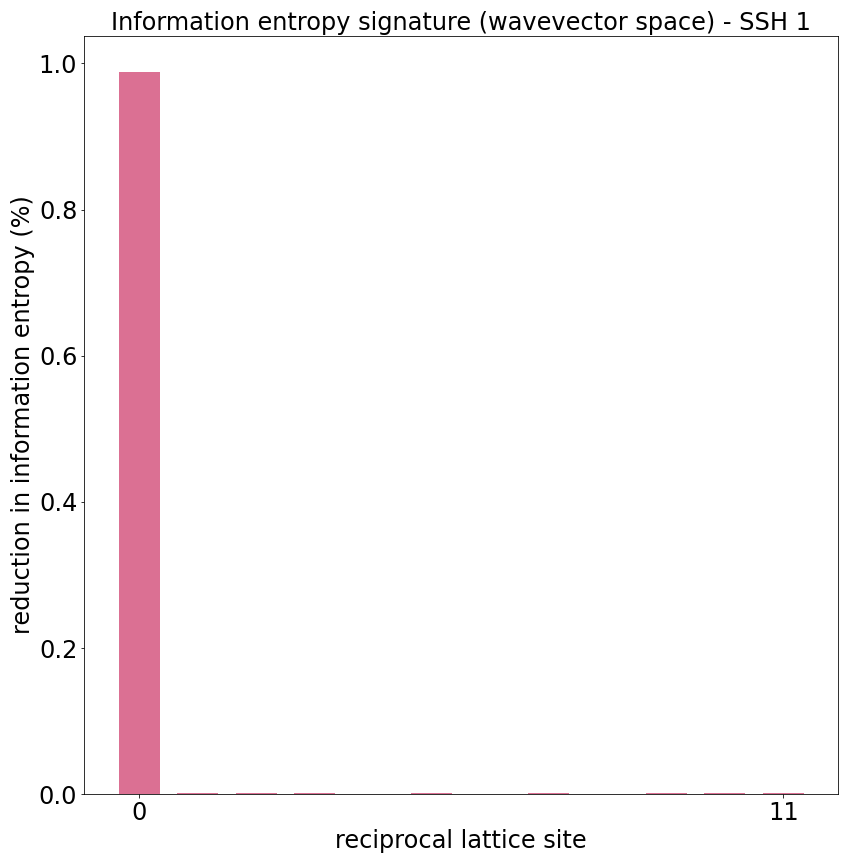 Information entropy signature (wavevector space) - SSH 1
reduction in information entropy (%)
1.0
0.8
0.6
0.4
0.2
0.0
0
11
reciprocal lattice site